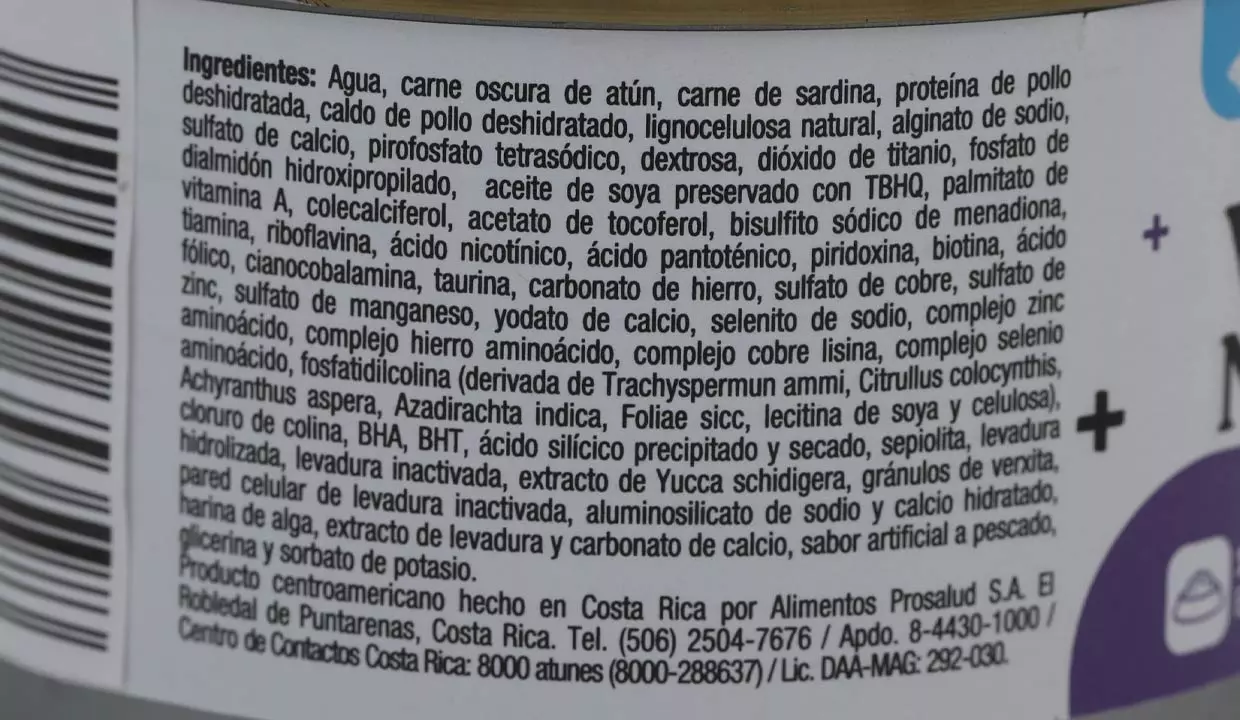 Ingredientes: Agua, carne oscura de atún, carne de sardina, proteína de pollo
deshidratada, caldo de pollo deshidratado, lignocelulosa natural, alginato de sodio,
sulfato de calcio, pirofosfato tetrasódico, dextrosa, dióxido de titanio, fosfato de
dialmidón hidroxipropilado, aceite de soya preservado con TBHQ, palmitato de
vitamina A, colecalciferol, acetato de tocoferol, bisulfito sódico de menadiona,
tiamina, riboflavina, ácido nicotínico, ácido pantoténico, piridoxina, biotina, ácido
fólico, cianocobalamina, taurina, carbonato de hierro, sulfato de cobre, sulfato de
zinc, sulfato de manganeso, yodato de calcio, selenito de sodio, complejo zinc
aminoácido, complejo hierro aminoácido, complejo cobre lisina, complejo selenio
aminoácido, fosfatidilcolina (derivada de Trachyspermun ammi, Citrullus colocynthis,
Achyranthus aspera, Azadirachta indica, Foliae sicc, lecitina de soya y celulosa),
cloruro de colina, BHA, BHT, ácido silícico precipitado y secado, sepiolita, levadura
hidrolizada, levadura inactivada, extracto de Yucca schidigera, gránulos de verxita,
pared celular de levadura inactivada, aluminosilicato de sodio y calcio hidratado,
harina de alga, extracto de levadura y carbonato de calcio, sabor artificial a pescado,
glicerina y sorbato de potasio.
Producto centroamericano hecho en Costa Rica por Alimentos Prosalud S.A. El
Robledal de Puntarenas, Costa Rica. Tel. (506) 2504-7676 / Apdo. 8-4430-1000 /
Centro de Contactos Costa Rica: 8000 atunes (8000-288637) / Lic. DAA-MAG: 292-030.